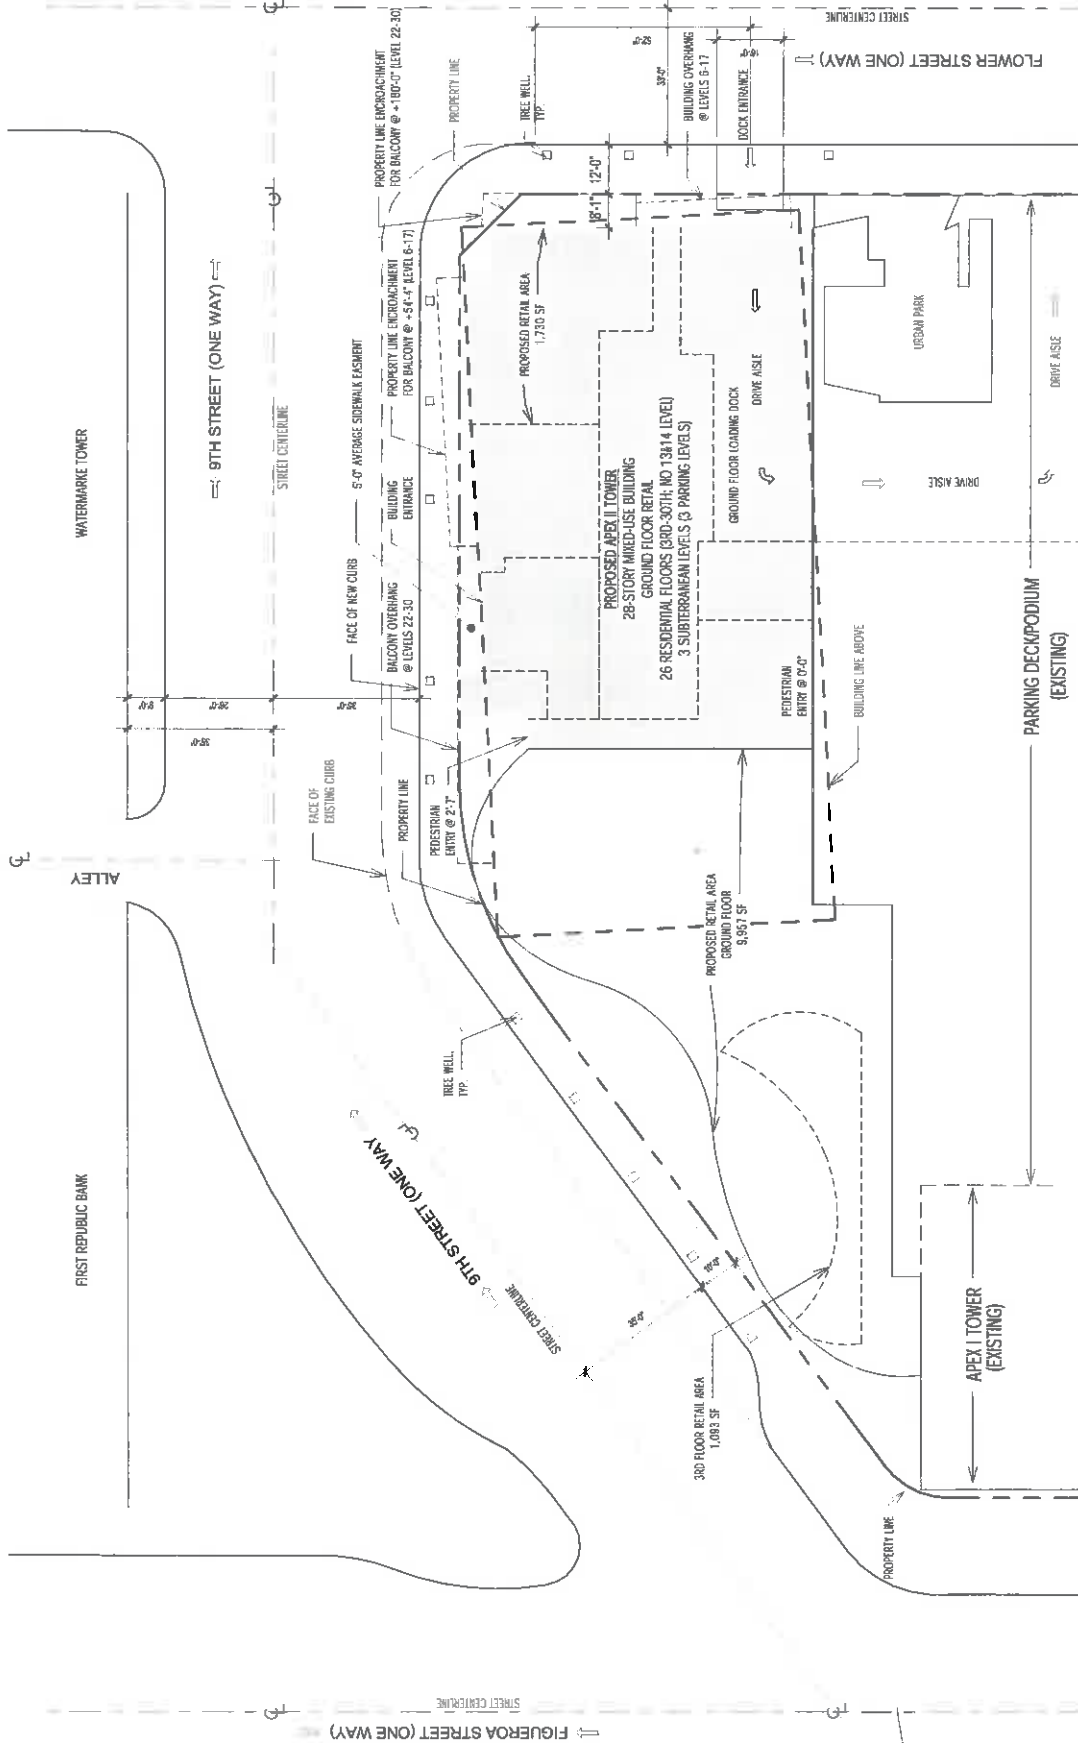 WATERMARKE TOWER
FIRST REPUBLIC BANK
9TH STREET (ONE WAY)
STREET CENTERLINE
ALLEY
FACE OF
EXISTING CURB
FACE OF NEW CURB
5'-0" AVERAGE SIDEWALK EASMENT
PROPERTY LINE ENCROACHMENT
FOR BALCONY @ +180'-0" (LEVEL 22-30)
PROPERTY LINE
TREE WELL,
TYP.
BUILDING OVERHANG
@ LEVELS 6-17
DOCK ENTRANCE
FLOWER STREET (ONE WAY)
STREET CENTERLINE
PROPERTY LINE ENCROACHMENT
FOR BALCONY @ +54'-4" (LEVEL 6-17)
BUILDING
ENTRANCE
BALCONY OVERHANG
@ LEVELS 22-30
PROPERTY LINE
PEDESTRIAN
ENTRY @ 2'-7"
12'-0"
PROPOSED RETAIL AREA
1,730 SF
PROPOSED APEX II TOWER
28-STORY MIXED-USE BUILDING
GROUND FLOOR RETAIL
26 RESIDENTIAL FLOORS (3RD-30TH; NO 13&14 LEVEL)
3 SUBTERRANEAN LEVELS (3 PARKING LEVELS)
GROUND FLOOR LOADING DOCK
DRIVE AISLE
PEDESTRIAN
ENTRY @ 0'-0"
BUILDING LINE ABOVE
URBAN PARK
DRIVE AISLE
DRIVE AISLE
PARKING DECK/PODIUM
(EXISTING)
PROPOSED RETAIL AREA
GROUND FLOOR
9,957 SF
TREE WELL,
TYP.
9TH STREET (ONE WAY
STREET CENTERLINE
3RD FLOOR RETAIL AREA
1,093 SF
APEX I TOWER
(EXISTING)
PROPERTY LINE
STREET CENTERLINE
FIGUEROA STREET (ONE WAY)